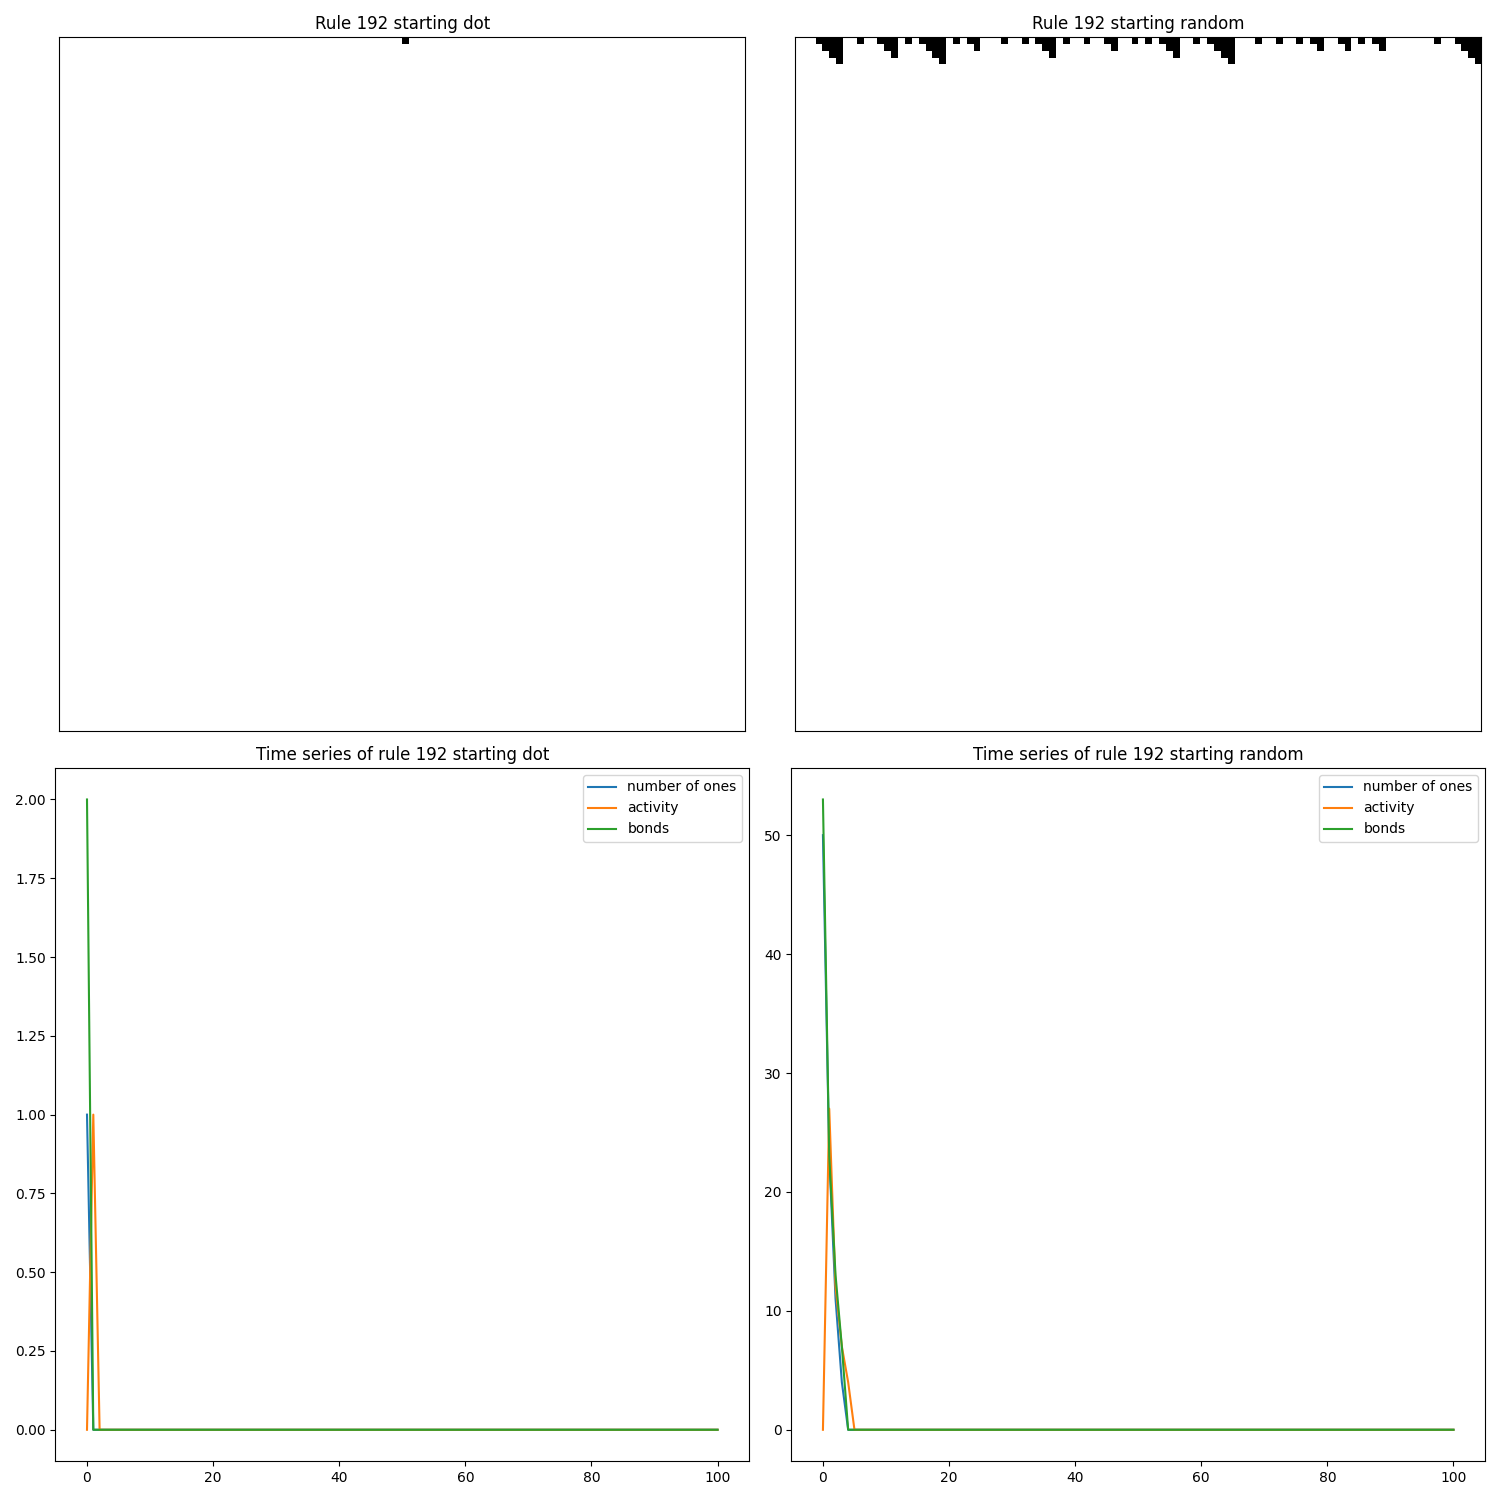 Rule 192 starting dot
Rule 192 starting random
Time series of rule 192 starting dot
number of ones
activity
bonds
2.00
1.75
1.50
1.25
1.00
0.75
0.50
0.25
0.00
0 20 40 60 80 100
Time series of rule 192 starting random
number of ones
activity
bonds
50
40
30
20
10
0
0 20 40 60 80 100